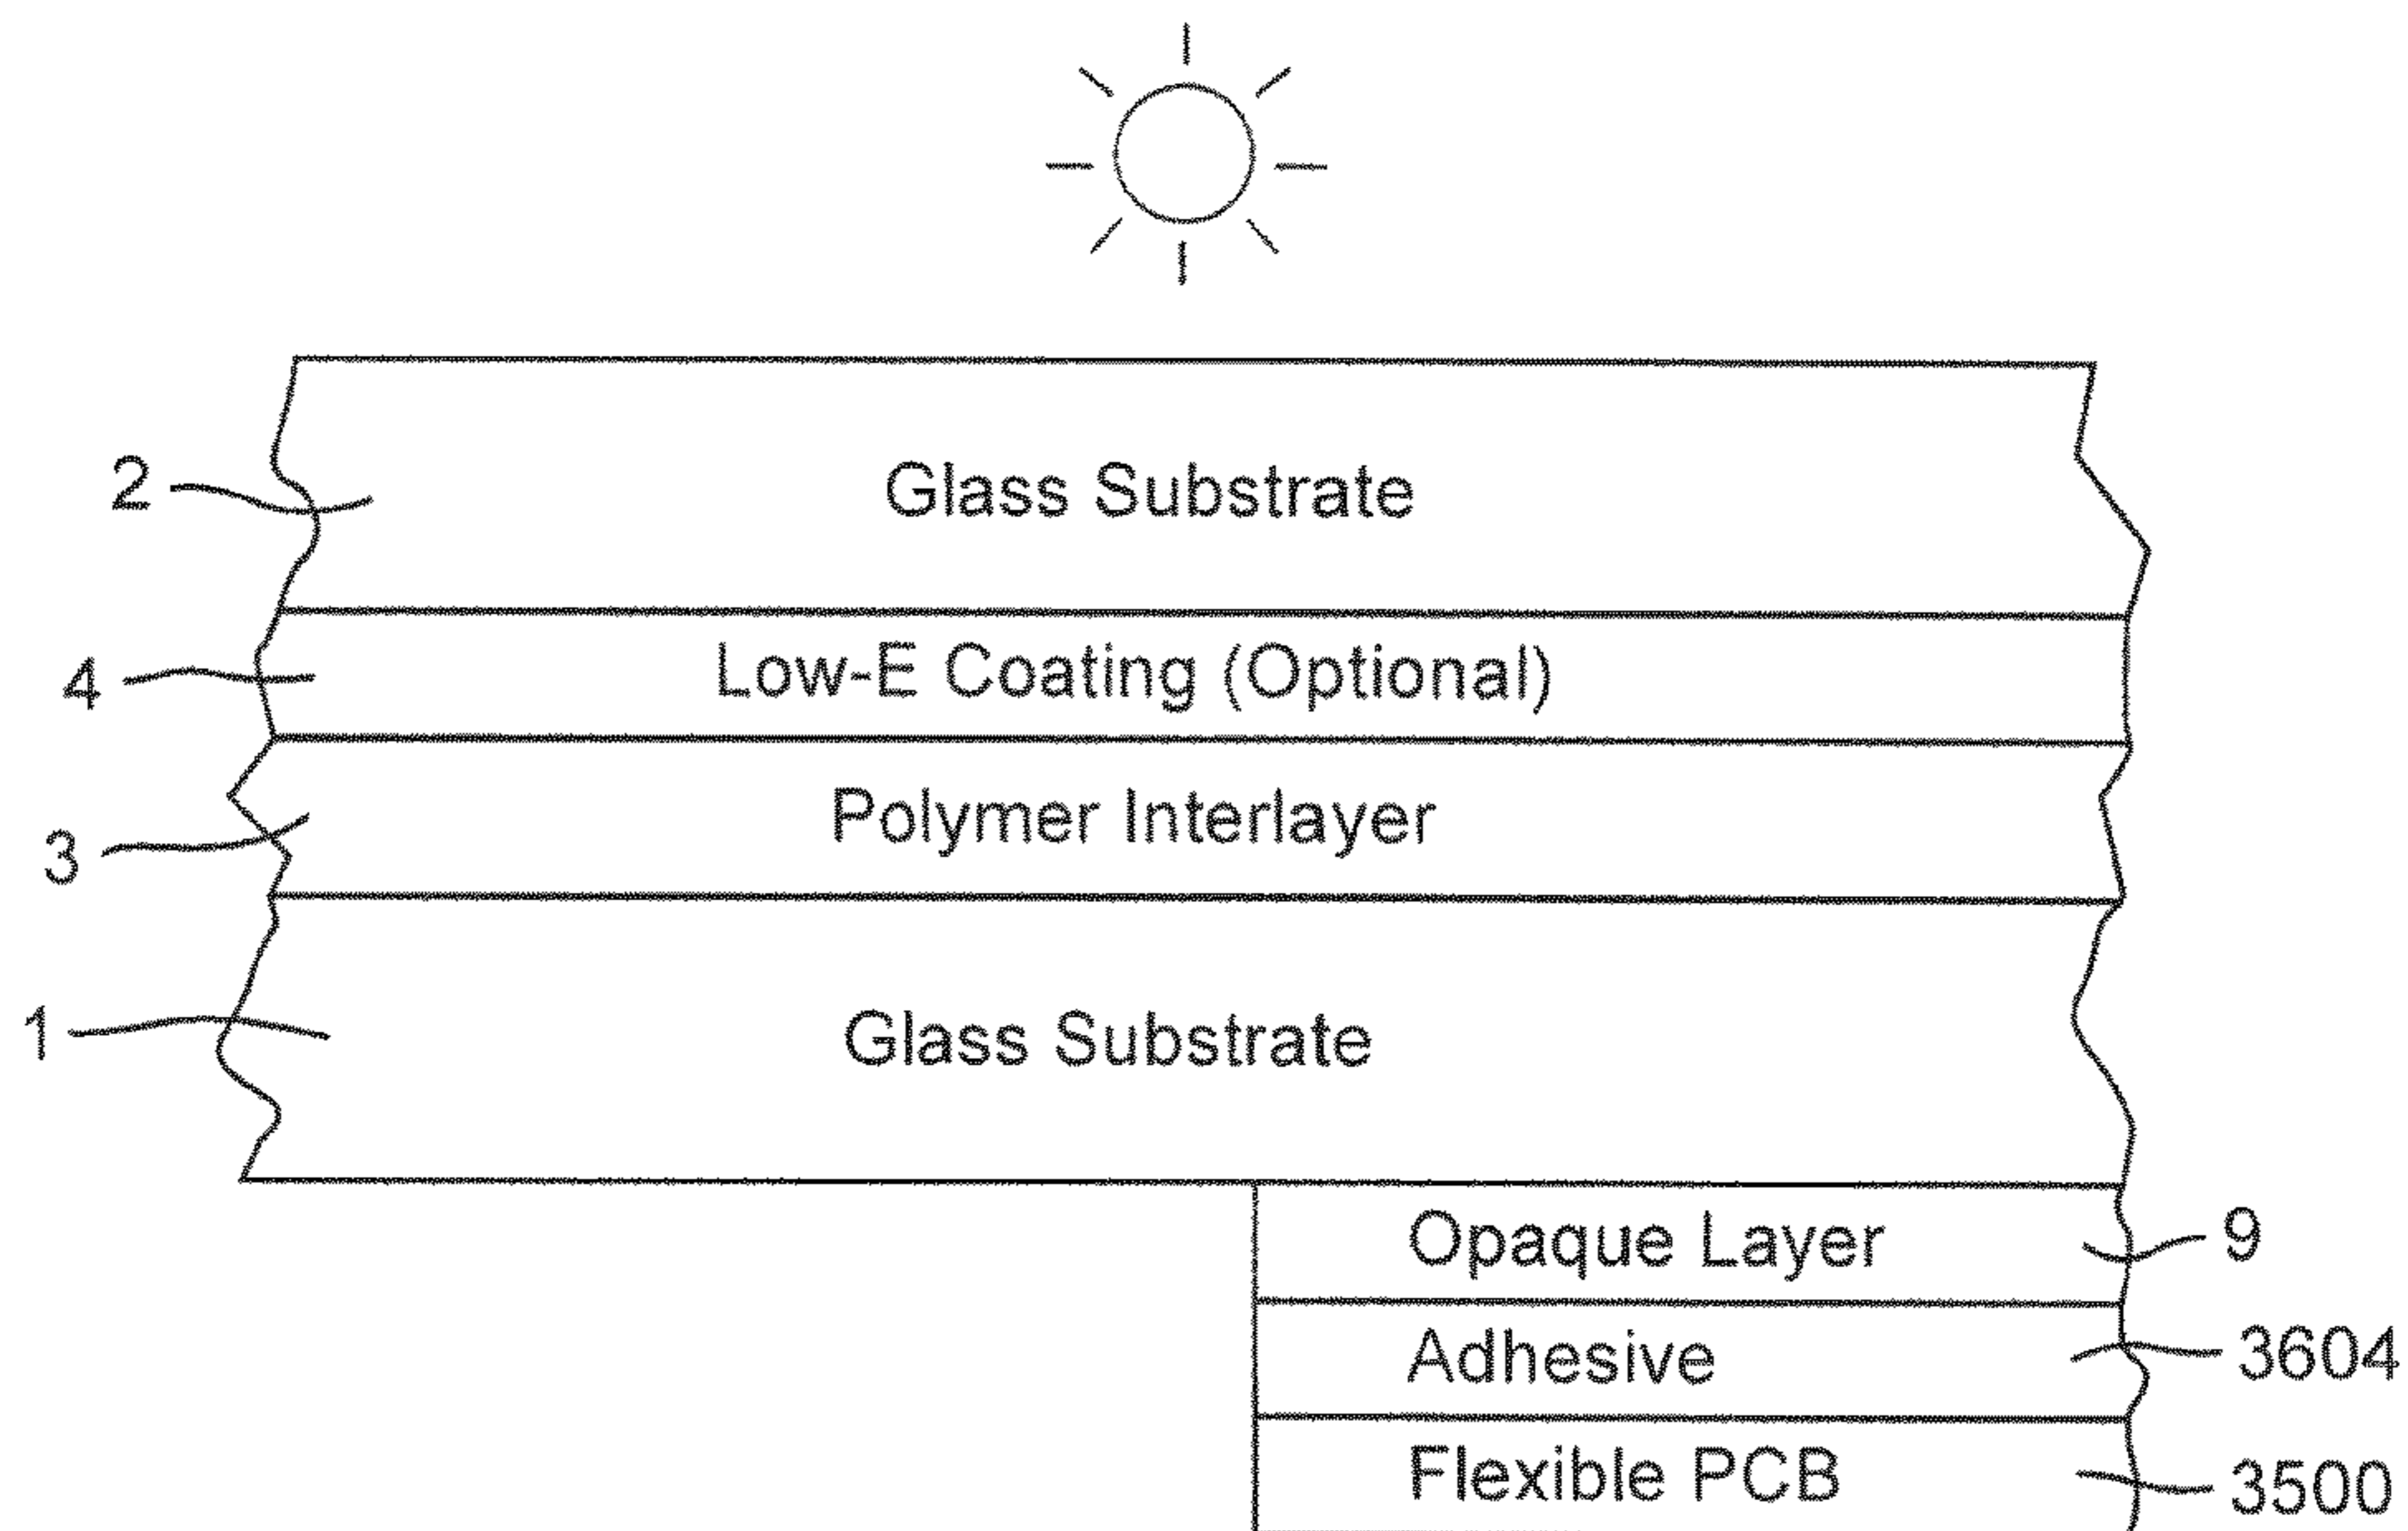 2 Glass Substrate
4 Low-E Coating (Optional)
3 Polymer Interlayer
1 Glass Substrate
Opaque Layer 9
Adhesive 3604
Flexible PCB 3500